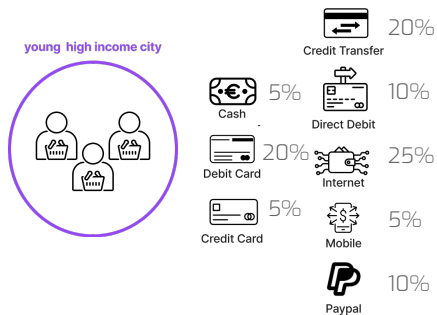 young high income city
20%
Credit Transfer
5%
Cash
10%
Direct Debit
20%
Debit Card
25%
Internet
5%
Credit Card
5%
Mobile
10%
Paypal